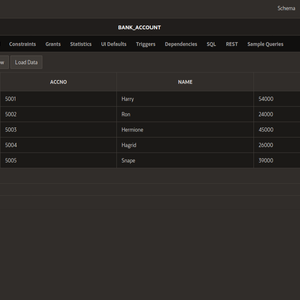 Schema
BANK_ACCOUNT
Constraints Grants Statistics UI Defaults Triggers Dependencies SQL REST Sample Queries
Load Data
ACCNO NAME
5001 Harry 54000
5002 Ron 24000
5003 Hermione 45000
5004 Hagrid 26000
5005 Snape 39000